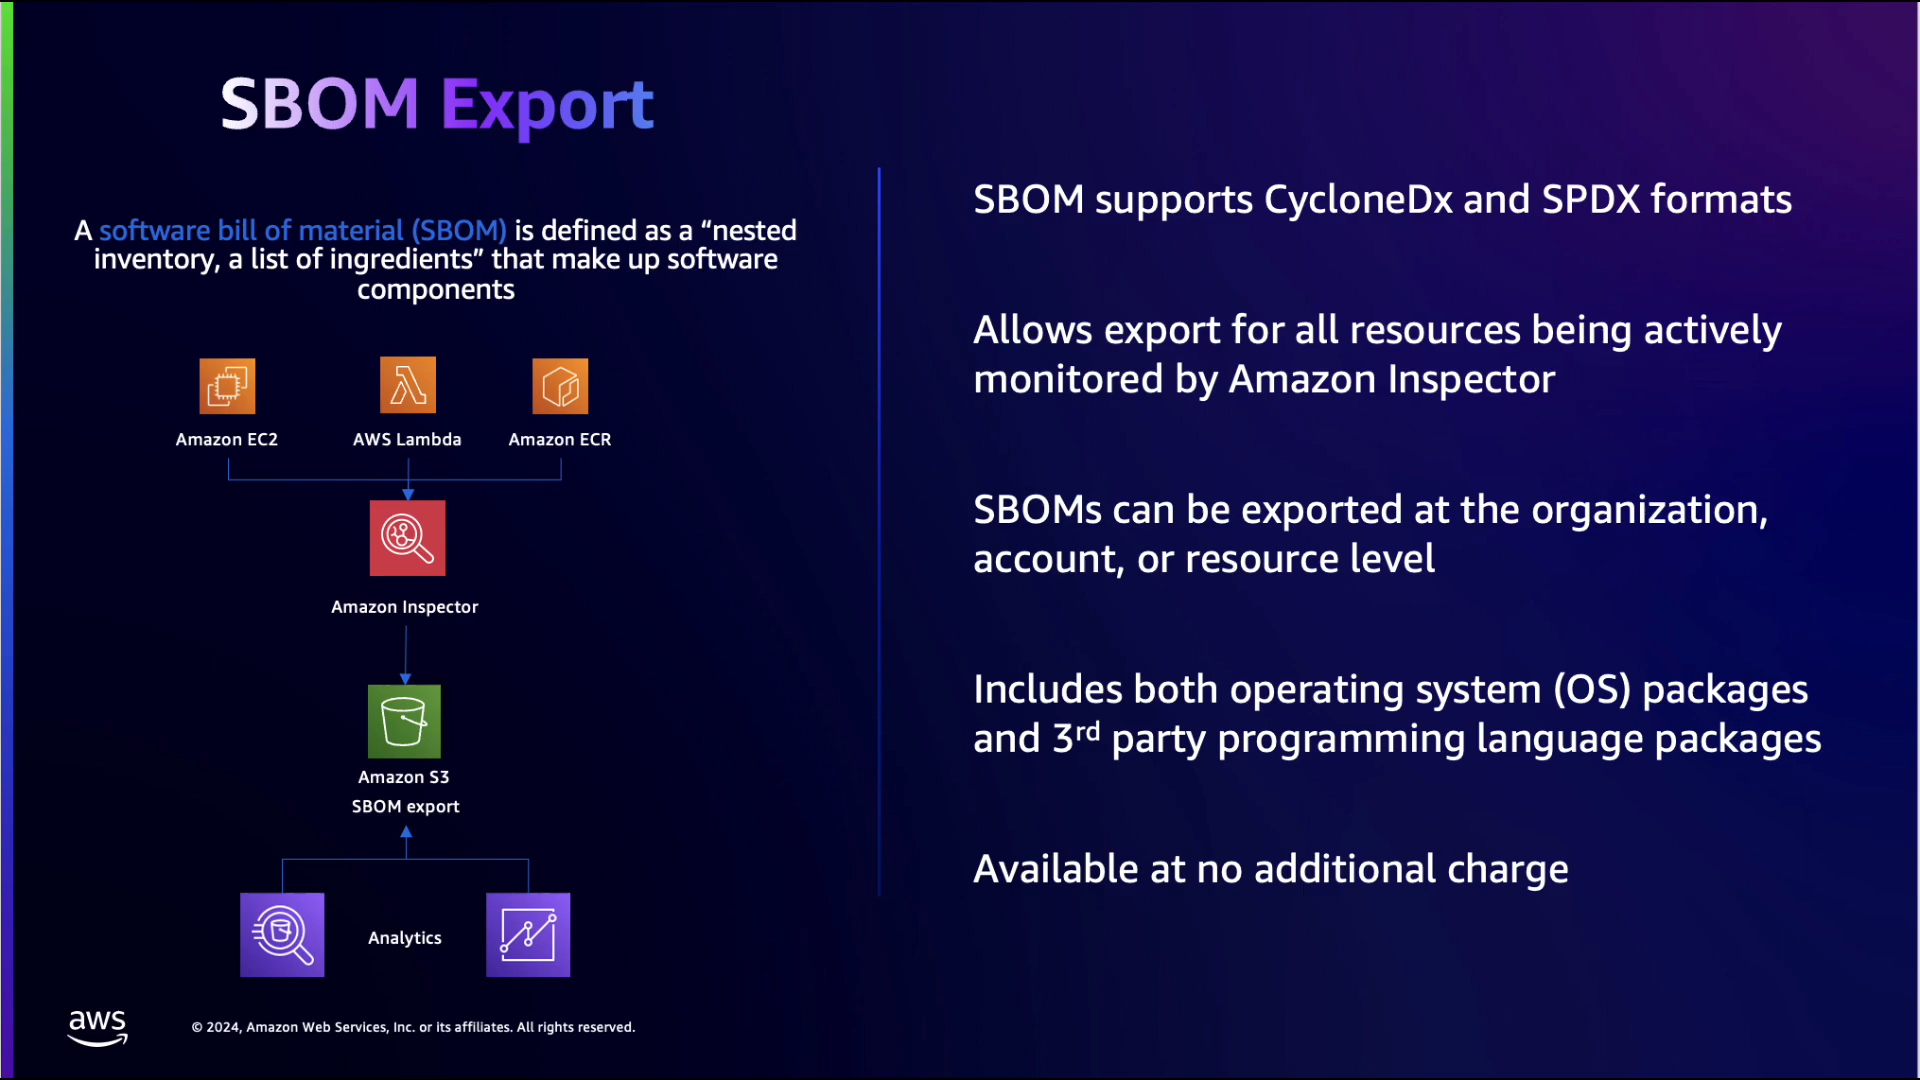 SBOM Export
A software bill of material (SBOM) is defined as a “nested
inventory, a list of ingredients” that make up software
components
Amazon EC2
AWS Lambda
Amazon ECR
Amazon Inspector
Amazon S3
SBOM export
Analytics
SBOM supports CycloneDx and SPDX formats
Allows export for all resources being actively
monitored by Amazon Inspector
SBOMs can be exported at the organization,
account, or resource level
Includes both operating system (OS) packages
and 3rd party programming language packages
Available at no additional charge
aws
© 2024, Amazon Web Services, Inc. or its affiliates. All rights reserved.